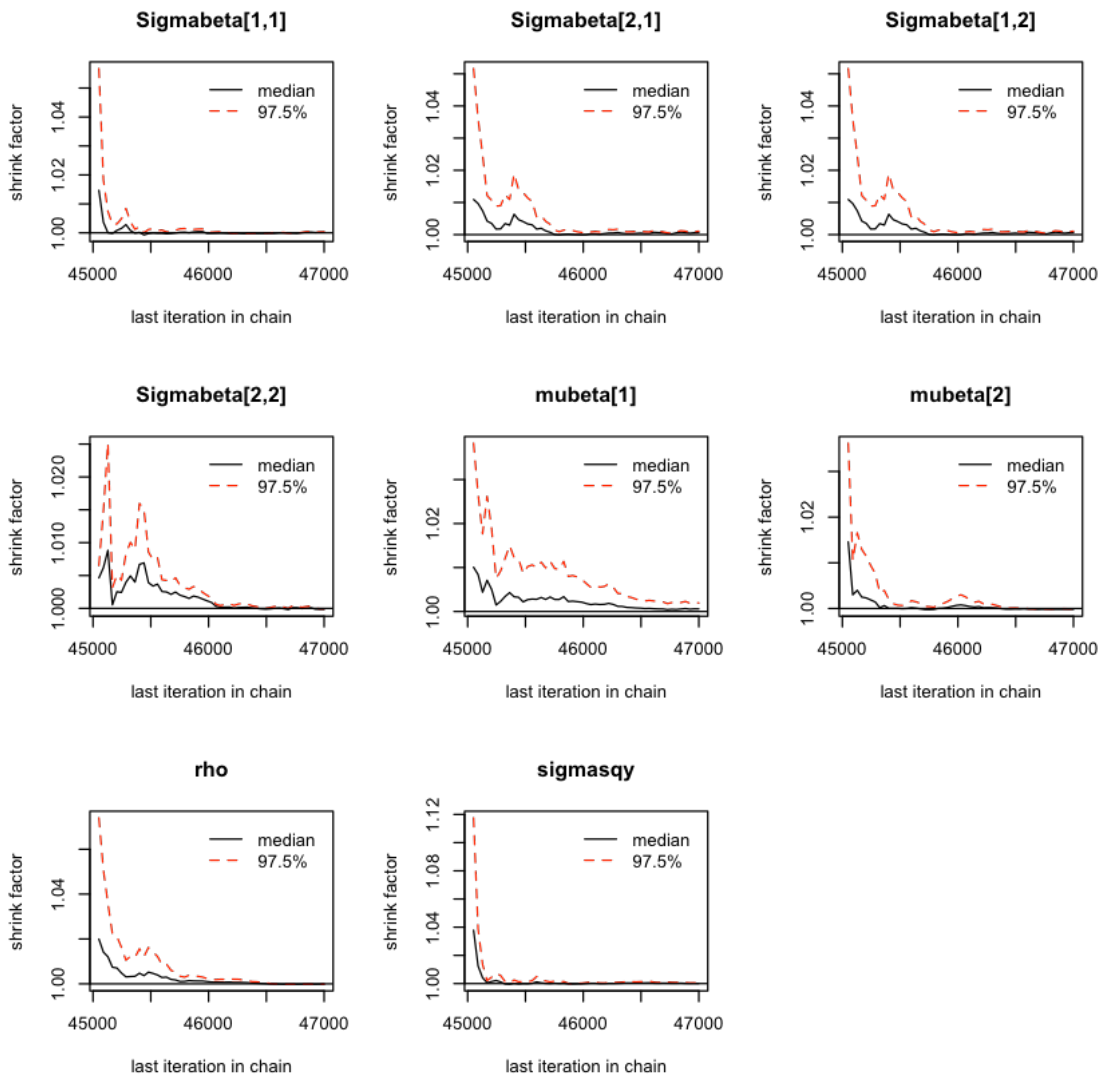 Sigmabeta[1,1]
shrink factor
1.00 1.02 1.04
median
97.5%
45000 46000 47000
last iteration in chain
Sigmabeta[2,1]
shrink factor
1.00 1.02 1.04
median
97.5%
45000 46000 47000
last iteration in chain
Sigmabeta[1,2]
shrink factor
1.00 1.02 1.04
median
97.5%
45000 46000 47000
last iteration in chain
Sigmabeta[2,2]
shrink factor
1.000 1.010 1.020
median
97.5%
45000 46000 47000
last iteration in chain
mubeta[1]
shrink factor
1.00 1.02
median
97.5%
45000 46000 47000
last iteration in chain
mubeta[2]
shrink factor
1.00 1.02
median
97.5%
45000 46000 47000
last iteration in chain
rho
shrink factor
1.00 1.04
median
97.5%
45000 46000 47000
last iteration in chain
sigmasqy
shrink factor
1.00 1.04 1.08 1.12
median
97.5%
45000 46000 47000
last iteration in chain